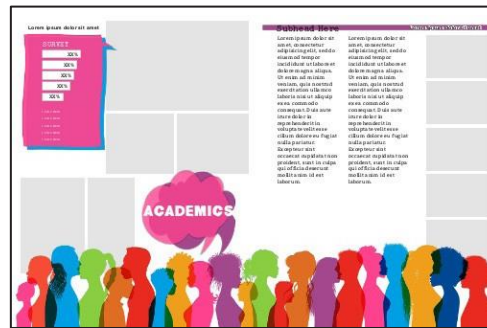 Lorem ipsum dolor sit amet
SURVEY
XX%
XX%
XX%
XX%
XX%
ACADEMICS
Subhead Here
Lorem ipsum dolor sit
amet, consectetur
adipisicing elit, sed do
eiusmod tempor
incididunt ut labore et
dolore magna aliqua.
Ut enim ad minim
veniam, quis nostrud
exercitation ullamco
laboris nisi ut aliquip
ex ea commodo
consequat. Duis aute
irure dolor in
reprehenderit in
voluptate velit esse
cillum dolore eu fugiat
nulla pariatur.
Excepteur sint
occaecat cupidatat non
proident, sunt in culpa
qui officia deserunt
mollit anim id est
laborum.
Lorem ipsum dolor sit
amet, consectetur
adipisicing elit, sed do
eiusmod tempor
incididunt ut labore et
dolore magna aliqua.
Ut enim ad minim
veniam, quis nostrud
exercitation ullamco
laboris nisi ut aliquip
ex ea commodo
consequat. Duis aute
irure dolor in
reprehenderit in
voluptate velit esse
cillum dolore eu fugiat
nulla pariatur.
Excepteur sint
occaecat cupidatat non
proident, sunt in culpa
qui officia deserunt
mollit anim id est
laborum.